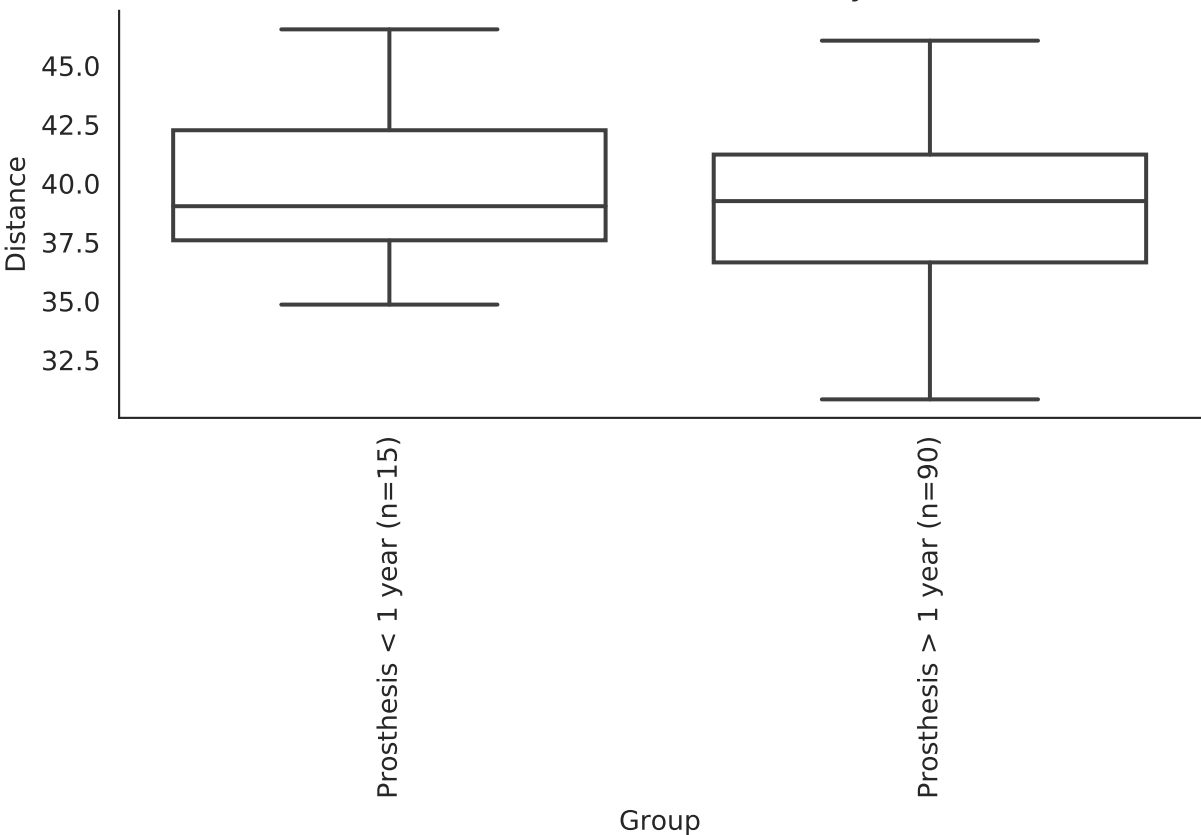 45.0
42.5
40.0
37.5
35.0
32.5
Distance
Prosthesis < 1 year (n=15)
Prosthesis > 1 year (n=90)
Group